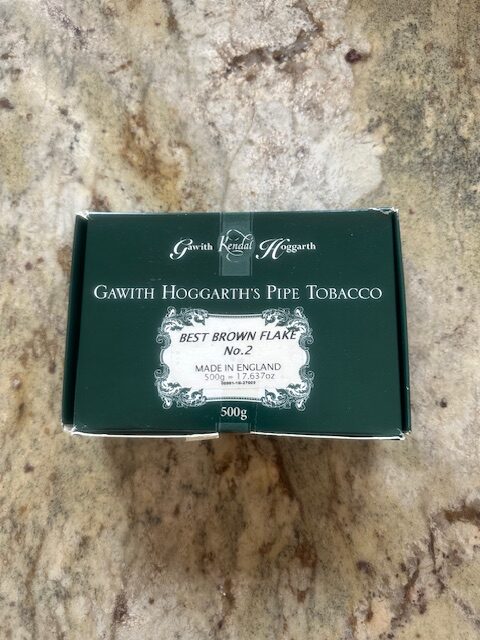 Gawith Kendal Hoggarth
GAWITH HOGGARTH'S PIPE TOBACCO
BEST BROWN FLAKE
No.2
MADE IN ENGLAND
500g = 17.637oz
500g